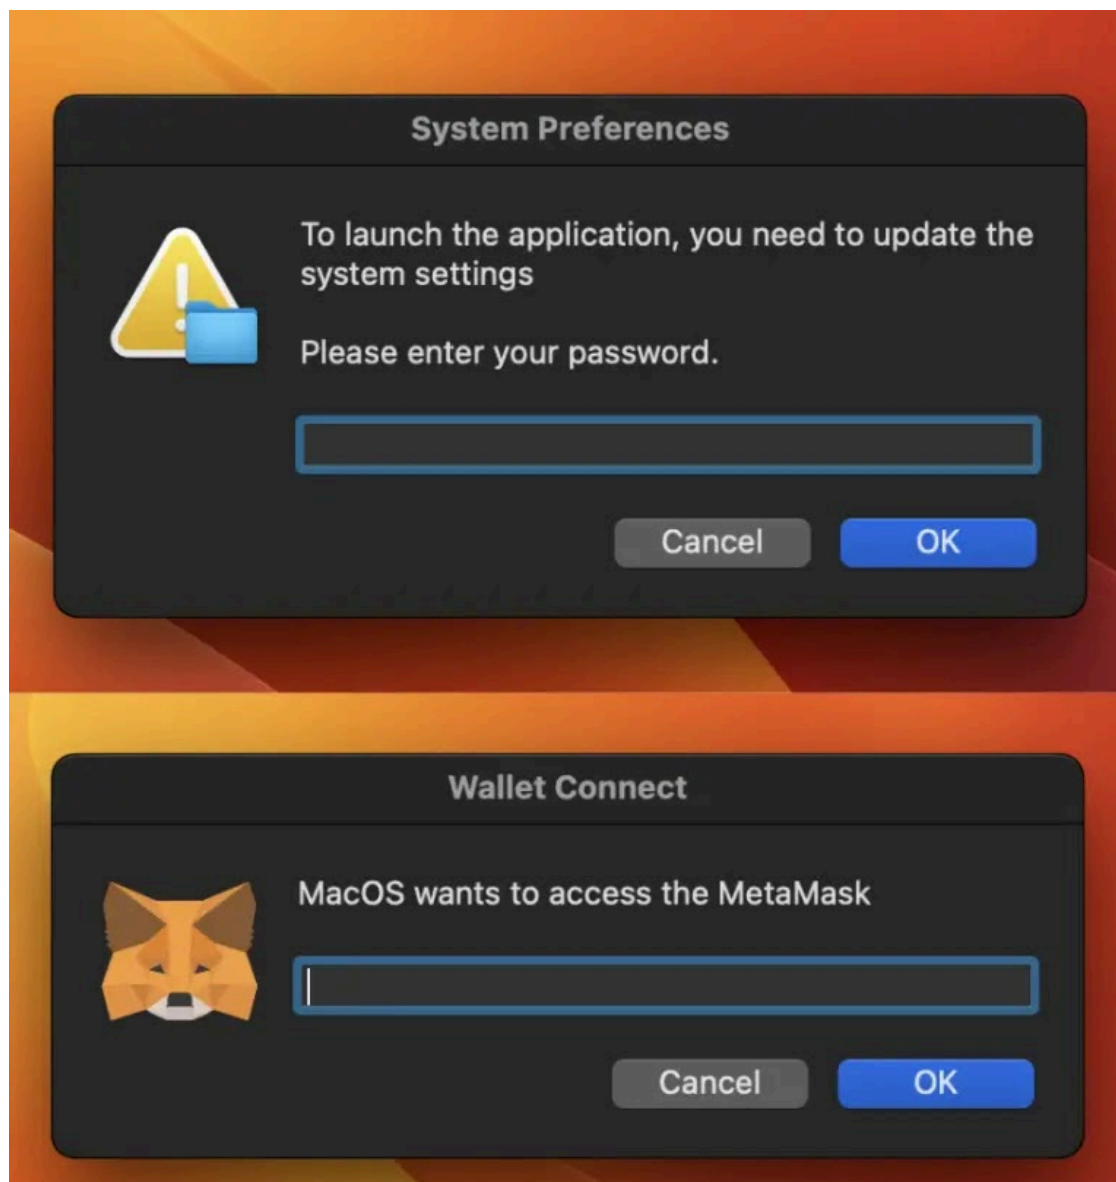 System Preferences
To launch the application, you need to update the
system settings
Please enter your password.
Cancel
OK
Wallet Connect
MacOS wants to access the MetaMask
Cancel
OK